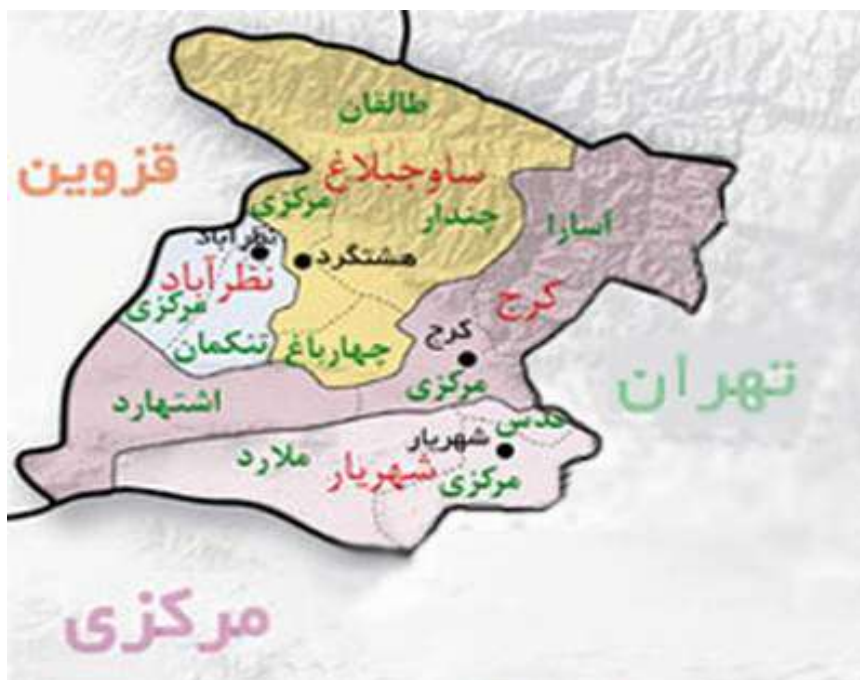 طالقان
قزوین
ساوجبلاغ
مرکزی
چندار
آسارا
نظرآباد
هشتگرد
نظرآباد
کرج
مرکزی
کرج
تنکمان
چهارباغ
تهران
مرکزی
اشتهارد
قدس
شهریار
ملارد
شهریار
مرکزی
مرکزی